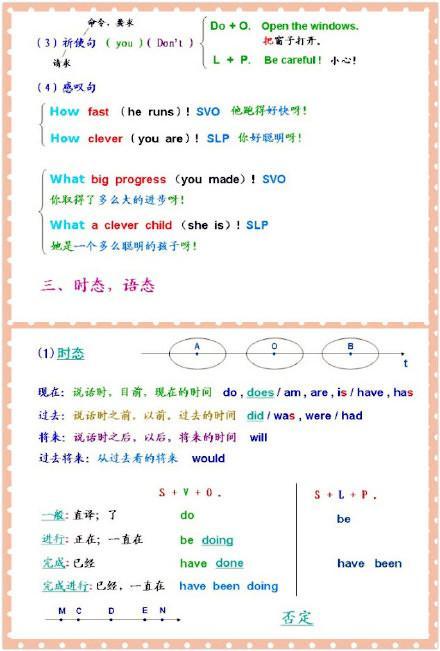 命令，要求
(3) 祈使句 ( you )( Don't )
请求
Do + O. Open the windows.
把窗子打开。
L + P. Be careful! 小心!
(4) 感叹句
How fast (he runs)! SVO 他跑得好快呀!
How clever (you are)! SLP 你好聪明呀!
What big progress (you made)! SVO
你取得了多么大的进步呀!
What a clever child (she is)! SLP
她是一个多么聪明的孩子呀!
三、时态，语态
(1) 时态
A O B
t
现在: 说话时，目前，现在的时间 do , does / am , are , is / have , has
过去: 说话时之前，以前，过去的时间 did / was , were / had
将来: 说话时之后，以后，将来的时间 will
过去将来: 从过去看的将来 would
S + V + O . S + L + P .
一般: 直译; 了 do be
进行: 正在; 一直在 be doing
完成: 已经 have done have been
完成进行: 已经，一直在 have been doing
M C D E N
否定